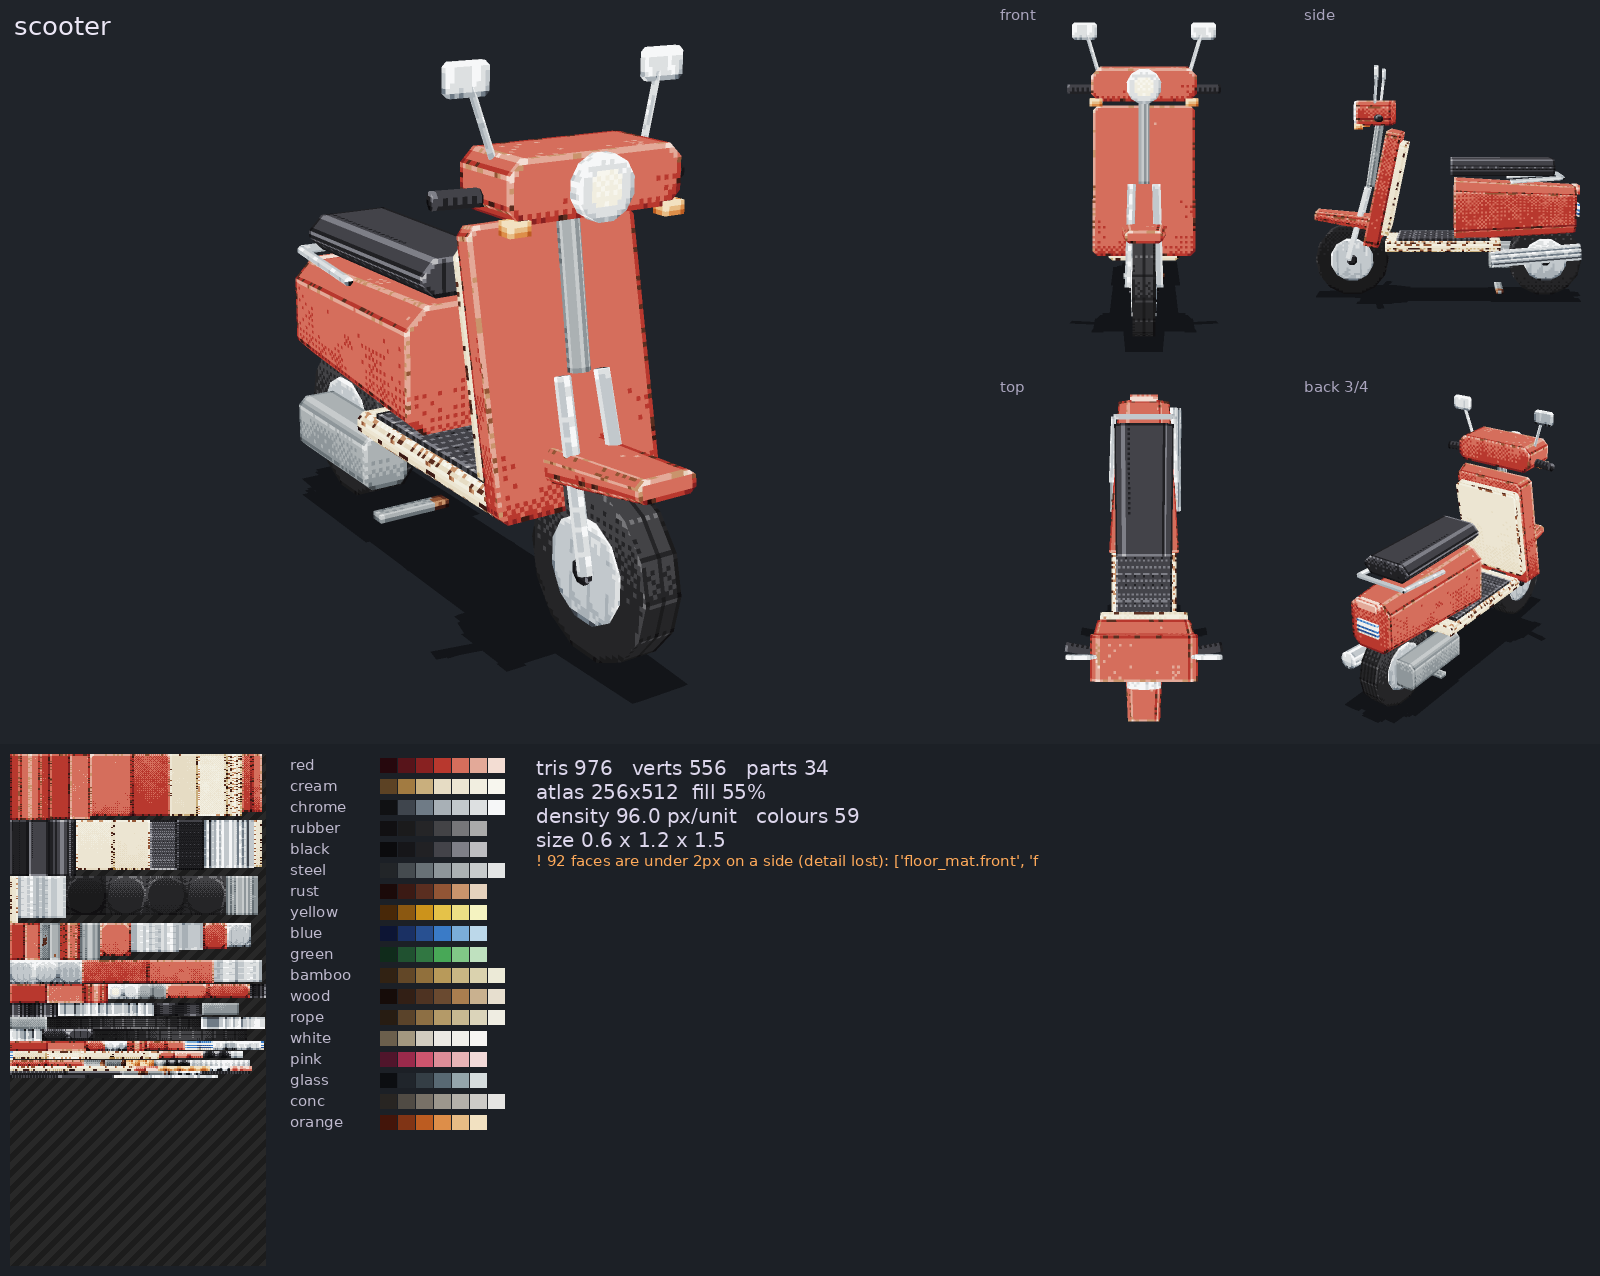 scooter
front
side
top
back 3/4
red
cream
chrome
rubber
black
steel
rust
yellow
blue
green
bamboo
wood
rope
white
pink
glass
conc
orange
tris 976   verts 556   parts 34
atlas 256x512  fill 55%
density 96.0 px/unit   colours 59
size 0.6 x 1.2 x 1.5
! 92 faces are under 2px on a side (detail lost): ['floor_mat.front', 'f